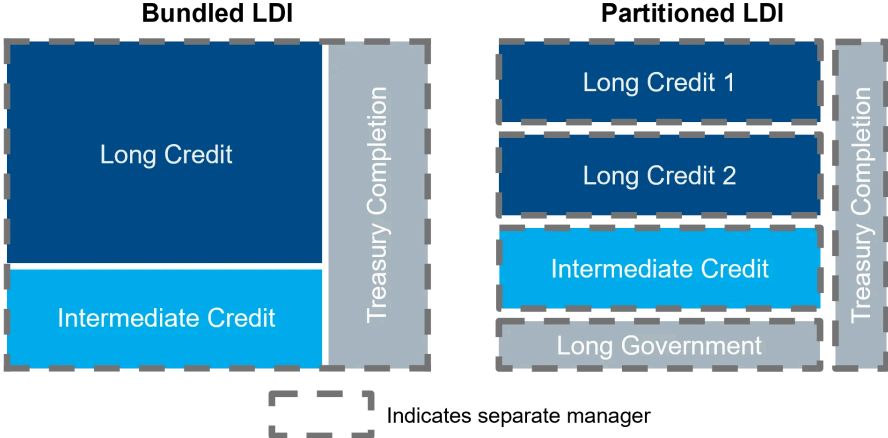 Bundled LDI
Long Credit
Intermediate Credit
Treasury Completion
Partitioned LDI
Long Credit 1
Long Credit 2
Intermediate Credit
Long Government
Treasury Completion
Indicates separate manager